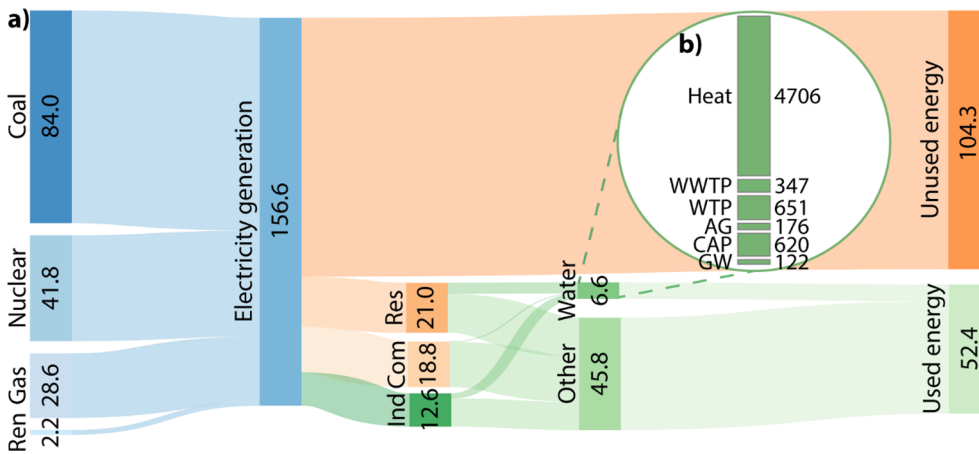 a)
Coal
84.0
Nuclear
41.8
Gas
28.6
Ren
2.2
Electricity generation
156.6
Res
21.0
Com
18.8
Ind
12.6
Water
6.6
Other
45.8
b)
Heat 4706
WWTP 347
WTP 651
AG 176
CAP 620
GW 122
Unused energy
104.3
Used energy
52.4